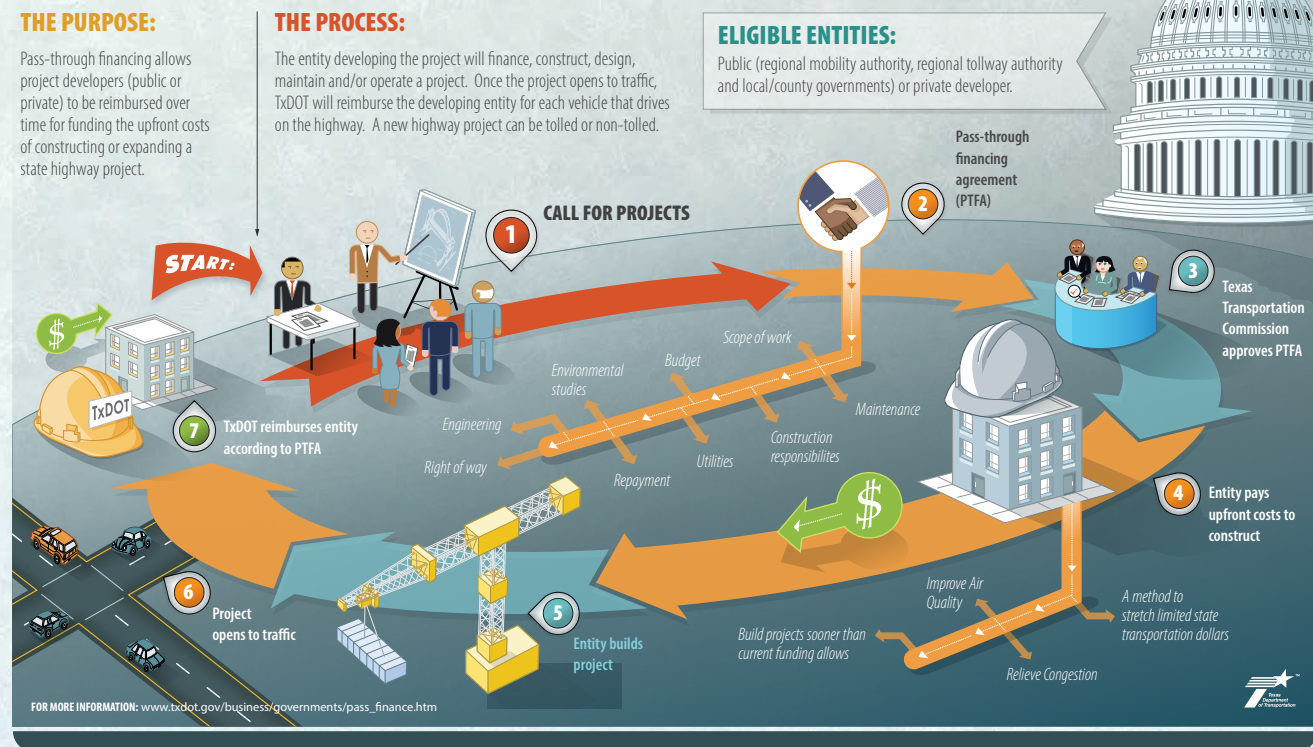 THE PURPOSE:
Pass-through financing allows
project developers (public or
private) to be reimbursed over
time for funding the upfront costs
of constructing or expanding a
state highway project.
THE PROCESS:
The entity developing the project will finance, construct, design,
maintain and/or operate a project.  Once the project opens to traffic,
TxDOT will reimburse the developing entity for each vehicle that drives
on the highway.  A new highway project can be tolled or non-tolled.
ELIGIBLE ENTITIES:
Public (regional mobility authority, regional tollway authority
and local/county governments) or private developer.
START:
1
CALL FOR PROJECTS
2
Pass-through
financing
agreement
(PTFA)
3
Texas
Transportation
Commission
approves PTFA
Scope of work
Budget
Environmental
studies
Engineering
Right of way
Maintenance
Construction
responsibilites
Utilities
Repayment
$
4
Entity pays
upfront costs to
construct
Improve Air
Quality
A method to
stretch limited state
transportation dollars
Build projects sooner than
current funding allows
Relieve Congestion
5
Entity builds
project
6
Project
opens to traffic
$
TxDOT
7
TxDOT reimburses entity
according to PTFA
FOR MORE INFORMATION: www.txdot.gov/business/governments/pass_finance.htm
Texas
Department
of Transportation
TM